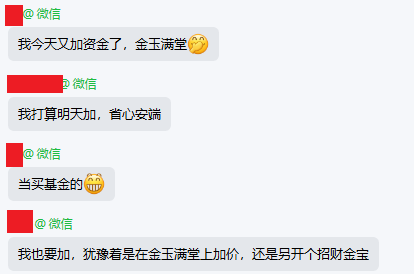 @微信
我今天又加资金了，金玉满堂
@微信
我打算明天加，省心安端
@微信
当买基金的
@微信
我也要加，犹豫着是在金玉满堂上加价，还是另开个招财金宝